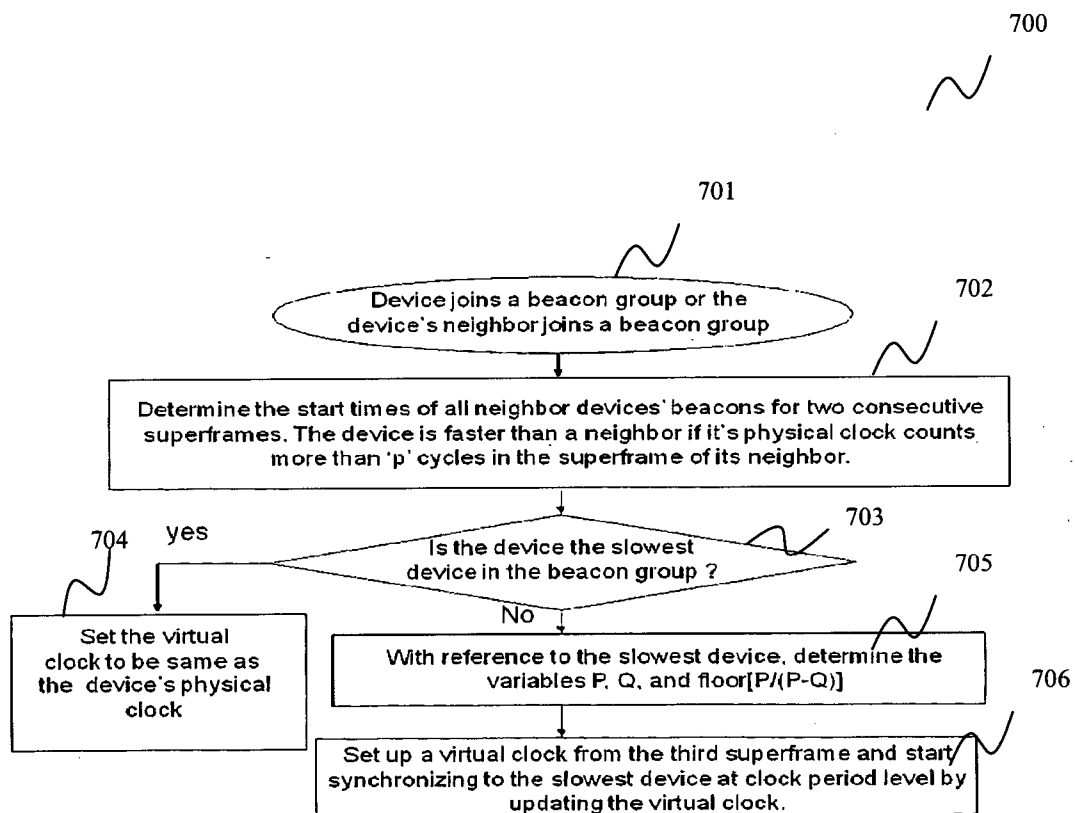 700
701
Device joins a beacon group or the
device's neighbor joins a beacon group
702
Determine the start times of all neighbor devices' beacons for two consecutive
superframes. The device is faster than a neighbor if it's physical clock counts
more than 'p' cycles in the superframe of its neighbor.
703
704
yes
Is the device the slowest
device in the beacon group ?
705
No
Set the virtual
clock to be same as
the device's physical
clock
With reference to the slowest device, determine the
variables P, Q, and floor[P/(P-Q)]
706
Set up a virtual clock from the third superframe and start
synchronizing to the slowest device at clock period level by
updating the virtual clock.